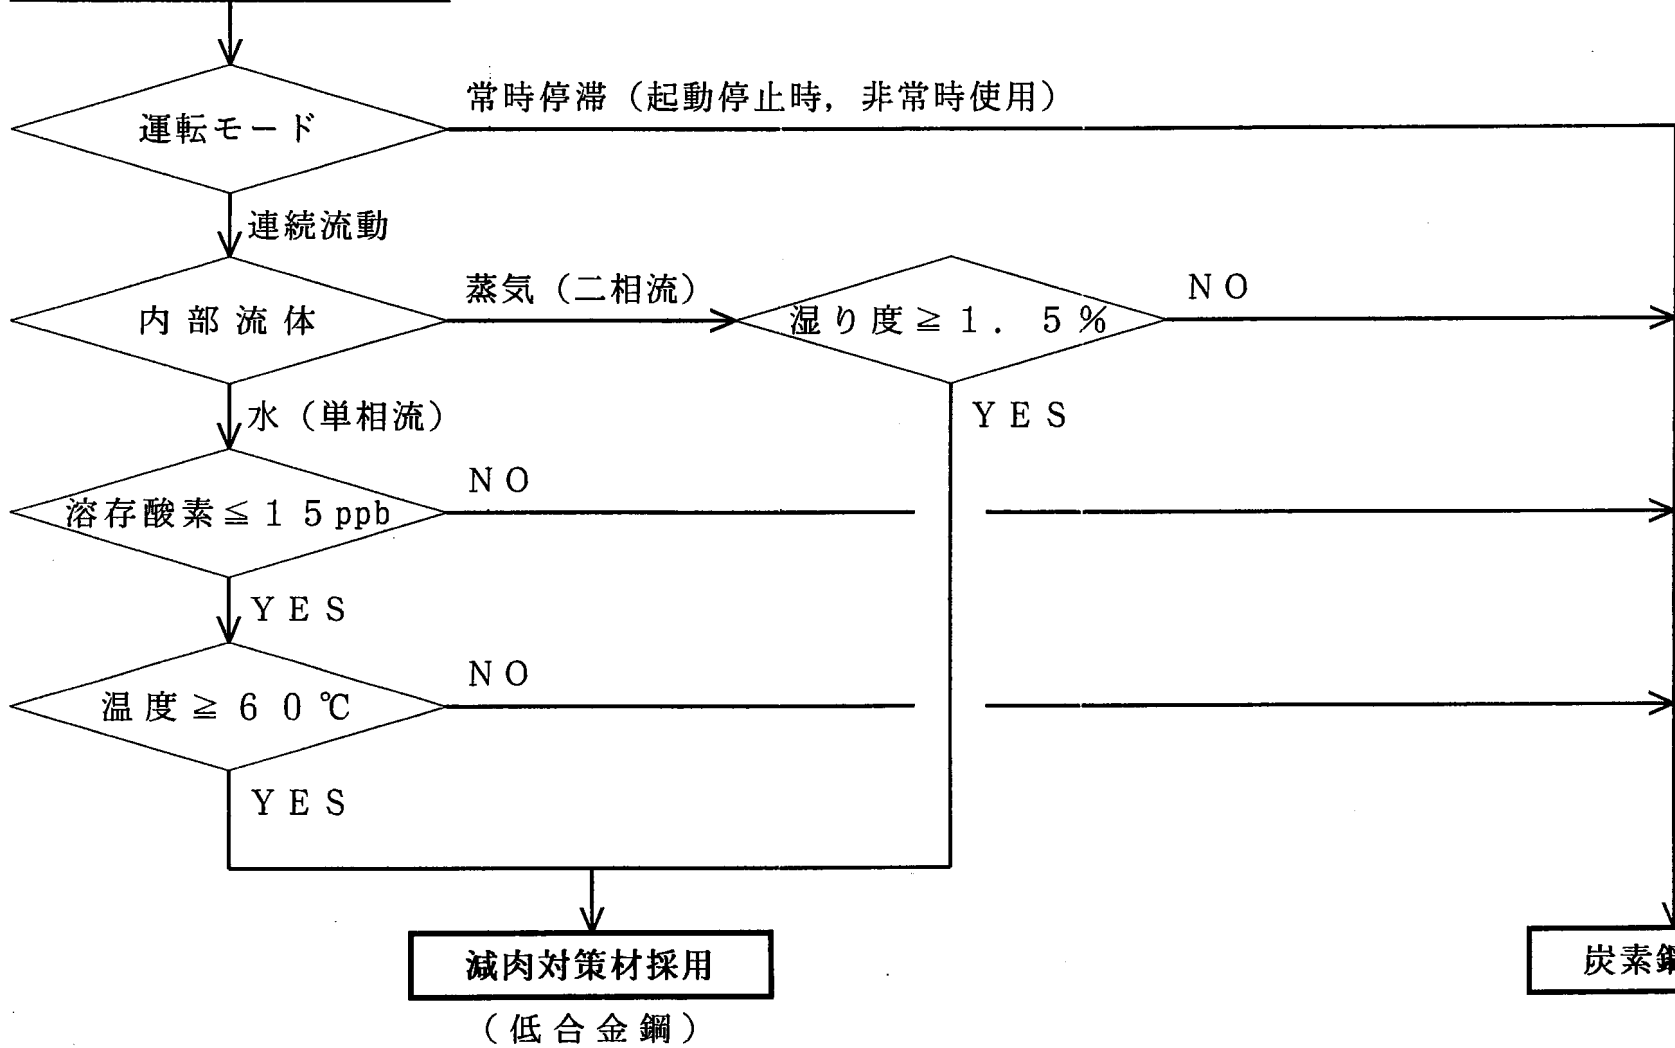 常時停滞（起動停止時，非常時使用）
運転モード
連続流動
蒸気（二相流）
NO
内部流体
湿り度≧１．５％
水（単相流）
YES
NO
溶存酸素≦１５ppb
YES
NO
温度≧６０℃
YES
減肉対策材採用
炭素鋼
（低合金鋼）